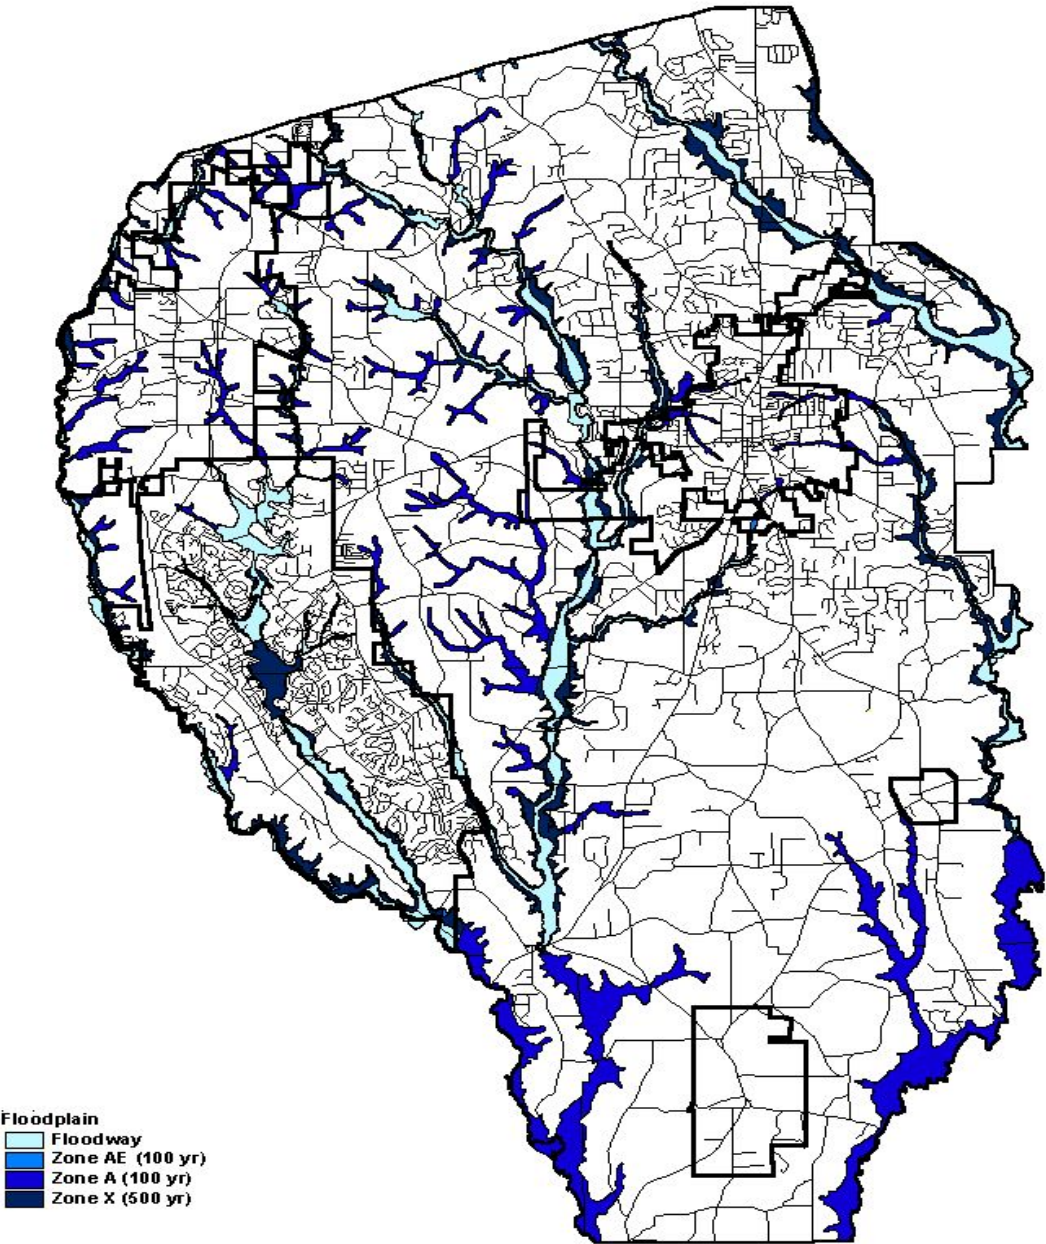 Floodplain
Floodway
Zone AE (100 yr)
Zone A (100 yr)
Zone X (500 yr)